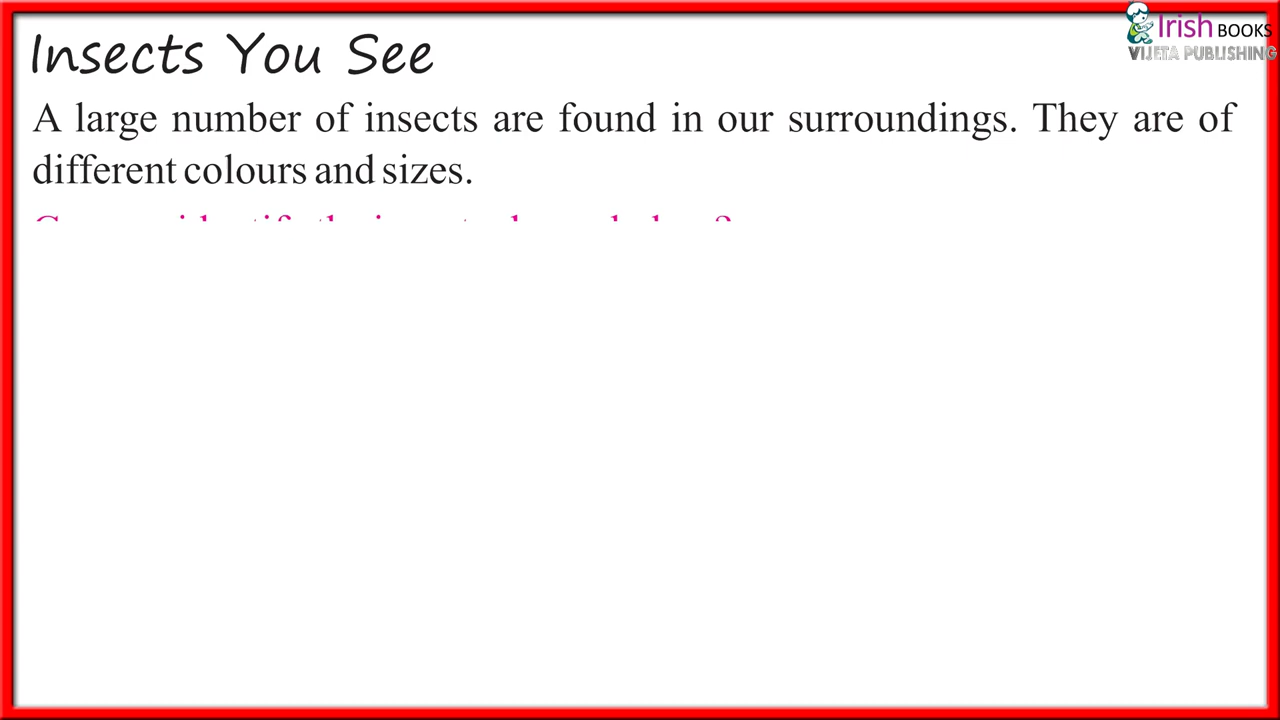 Insects You See
Irish BOOKS
VIJETA PUBLISHING
A large number of insects are found in our surroundings. They are of
different colours and sizes.